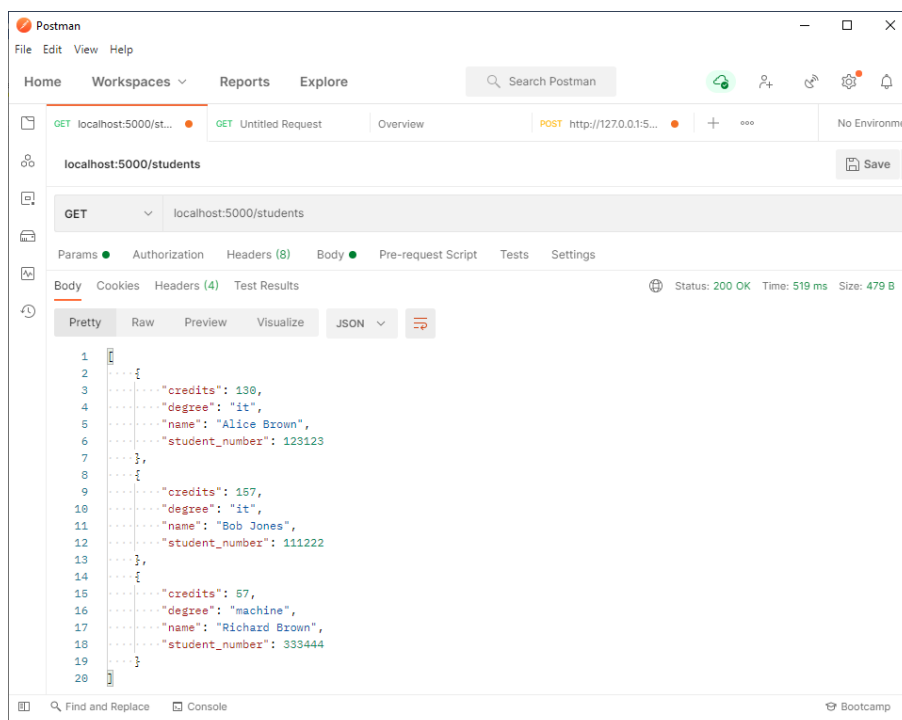 Postman
File Edit View Help
Home Workspaces Reports Explore Search Postman
GET localhost:5000/st... GET Untitled Request Overview POST http://127.0.0.1:5... No Environme
localhost:5000/students Save
GET localhost:5000/students
Params Authorization Headers (8) Body Pre-request Script Tests Settings
Body Cookies Headers (4) Test Results Status: 200 OK Time: 519 ms Size: 479 B
Pretty Raw Preview Visualize JSON
1 [
2 {
3 "credits": 130,
4 "degree": "it",
5 "name": "Alice Brown",
6 "student_number": 123123
7 },
8 {
9 "credits": 157,
10 "degree": "it",
11 "name": "Bob Jones",
12 "student_number": 111222
13 },
14 {
15 "credits": 57,
16 "degree": "machine",
17 "name": "Richard Brown",
18 "student_number": 333444
19 }
20 ]
Find and Replace Console Bootcamp